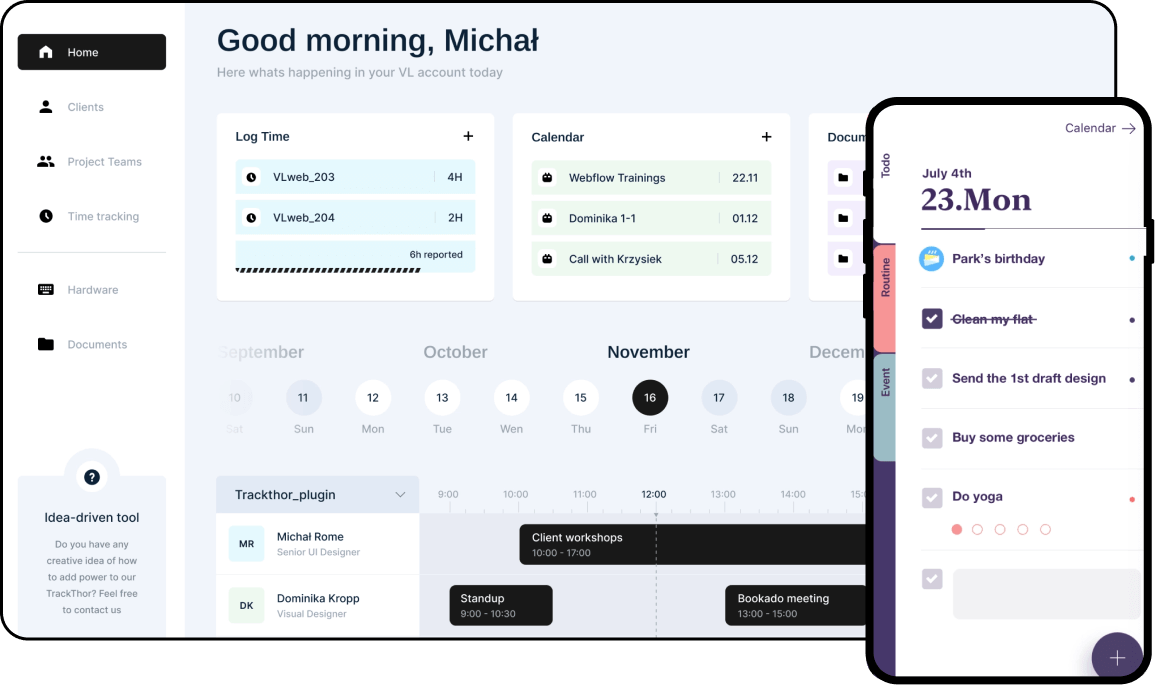 Home
Clients
Project Teams
Time tracking
Hardware
Documents
Idea-driven tool
Do you have any
creative idea of how
to add power to our
TrackThor? Feel free
to contact us
Good morning, Michał
Here whats happening in your VL account today
Log Time +
VLweb_203 4H
VLweb_204 2H
6h reported
Calendar +
Webflow Trainings 22.11
Dominika 1-1 01.12
Call with Krzysiek 05.12
Docum
September October November Decem
10 11 12 13 14 15 16 17 18 19
Sat Sun Mon Tue Wen Thu Fri Sat Sun Mon
Trackthor_plugin 9:00 10:00 11:00 12:00 13:00 14:00 15:0
MR Michał Rome
Senior UI Designer
Client workshops
10:00 - 17:00
DK Dominika Kropp
Visual Designer
Standup
9:00 - 10:30
Bookado meeting
13:00 - 15:00
Calendar →
Todo
Routine
Event
July 4th
23.Mon
Park's birthday
Clean my flat
Send the 1st draft design
Buy some groceries
Do yoga
+